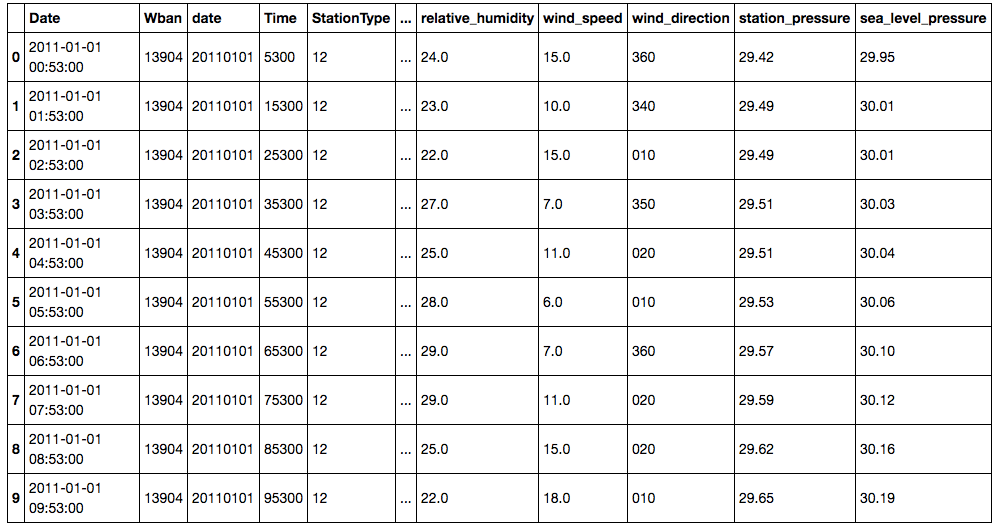 Date Wban date Time StationType ... relative_humidity wind_speed wind_direction station_pressure sea_level_pressure
0 2011-01-01 00:53:00 13904 20110101 5300 12 ... 24.0 15.0 360 29.42 29.95
1 2011-01-01 01:53:00 13904 20110101 15300 12 ... 23.0 10.0 340 29.49 30.01
2 2011-01-01 02:53:00 13904 20110101 25300 12 ... 22.0 15.0 010 29.49 30.01
3 2011-01-01 03:53:00 13904 20110101 35300 12 ... 27.0 7.0 350 29.51 30.03
4 2011-01-01 04:53:00 13904 20110101 45300 12 ... 25.0 11.0 020 29.51 30.04
5 2011-01-01 05:53:00 13904 20110101 55300 12 ... 28.0 6.0 010 29.53 30.06
6 2011-01-01 06:53:00 13904 20110101 65300 12 ... 29.0 7.0 360 29.57 30.10
7 2011-01-01 07:53:00 13904 20110101 75300 12 ... 29.0 11.0 020 29.59 30.12
8 2011-01-01 08:53:00 13904 20110101 85300 12 ... 25.0 15.0 020 29.62 30.16
9 2011-01-01 09:53:00 13904 20110101 95300 12 ... 22.0 18.0 010 29.65 30.19